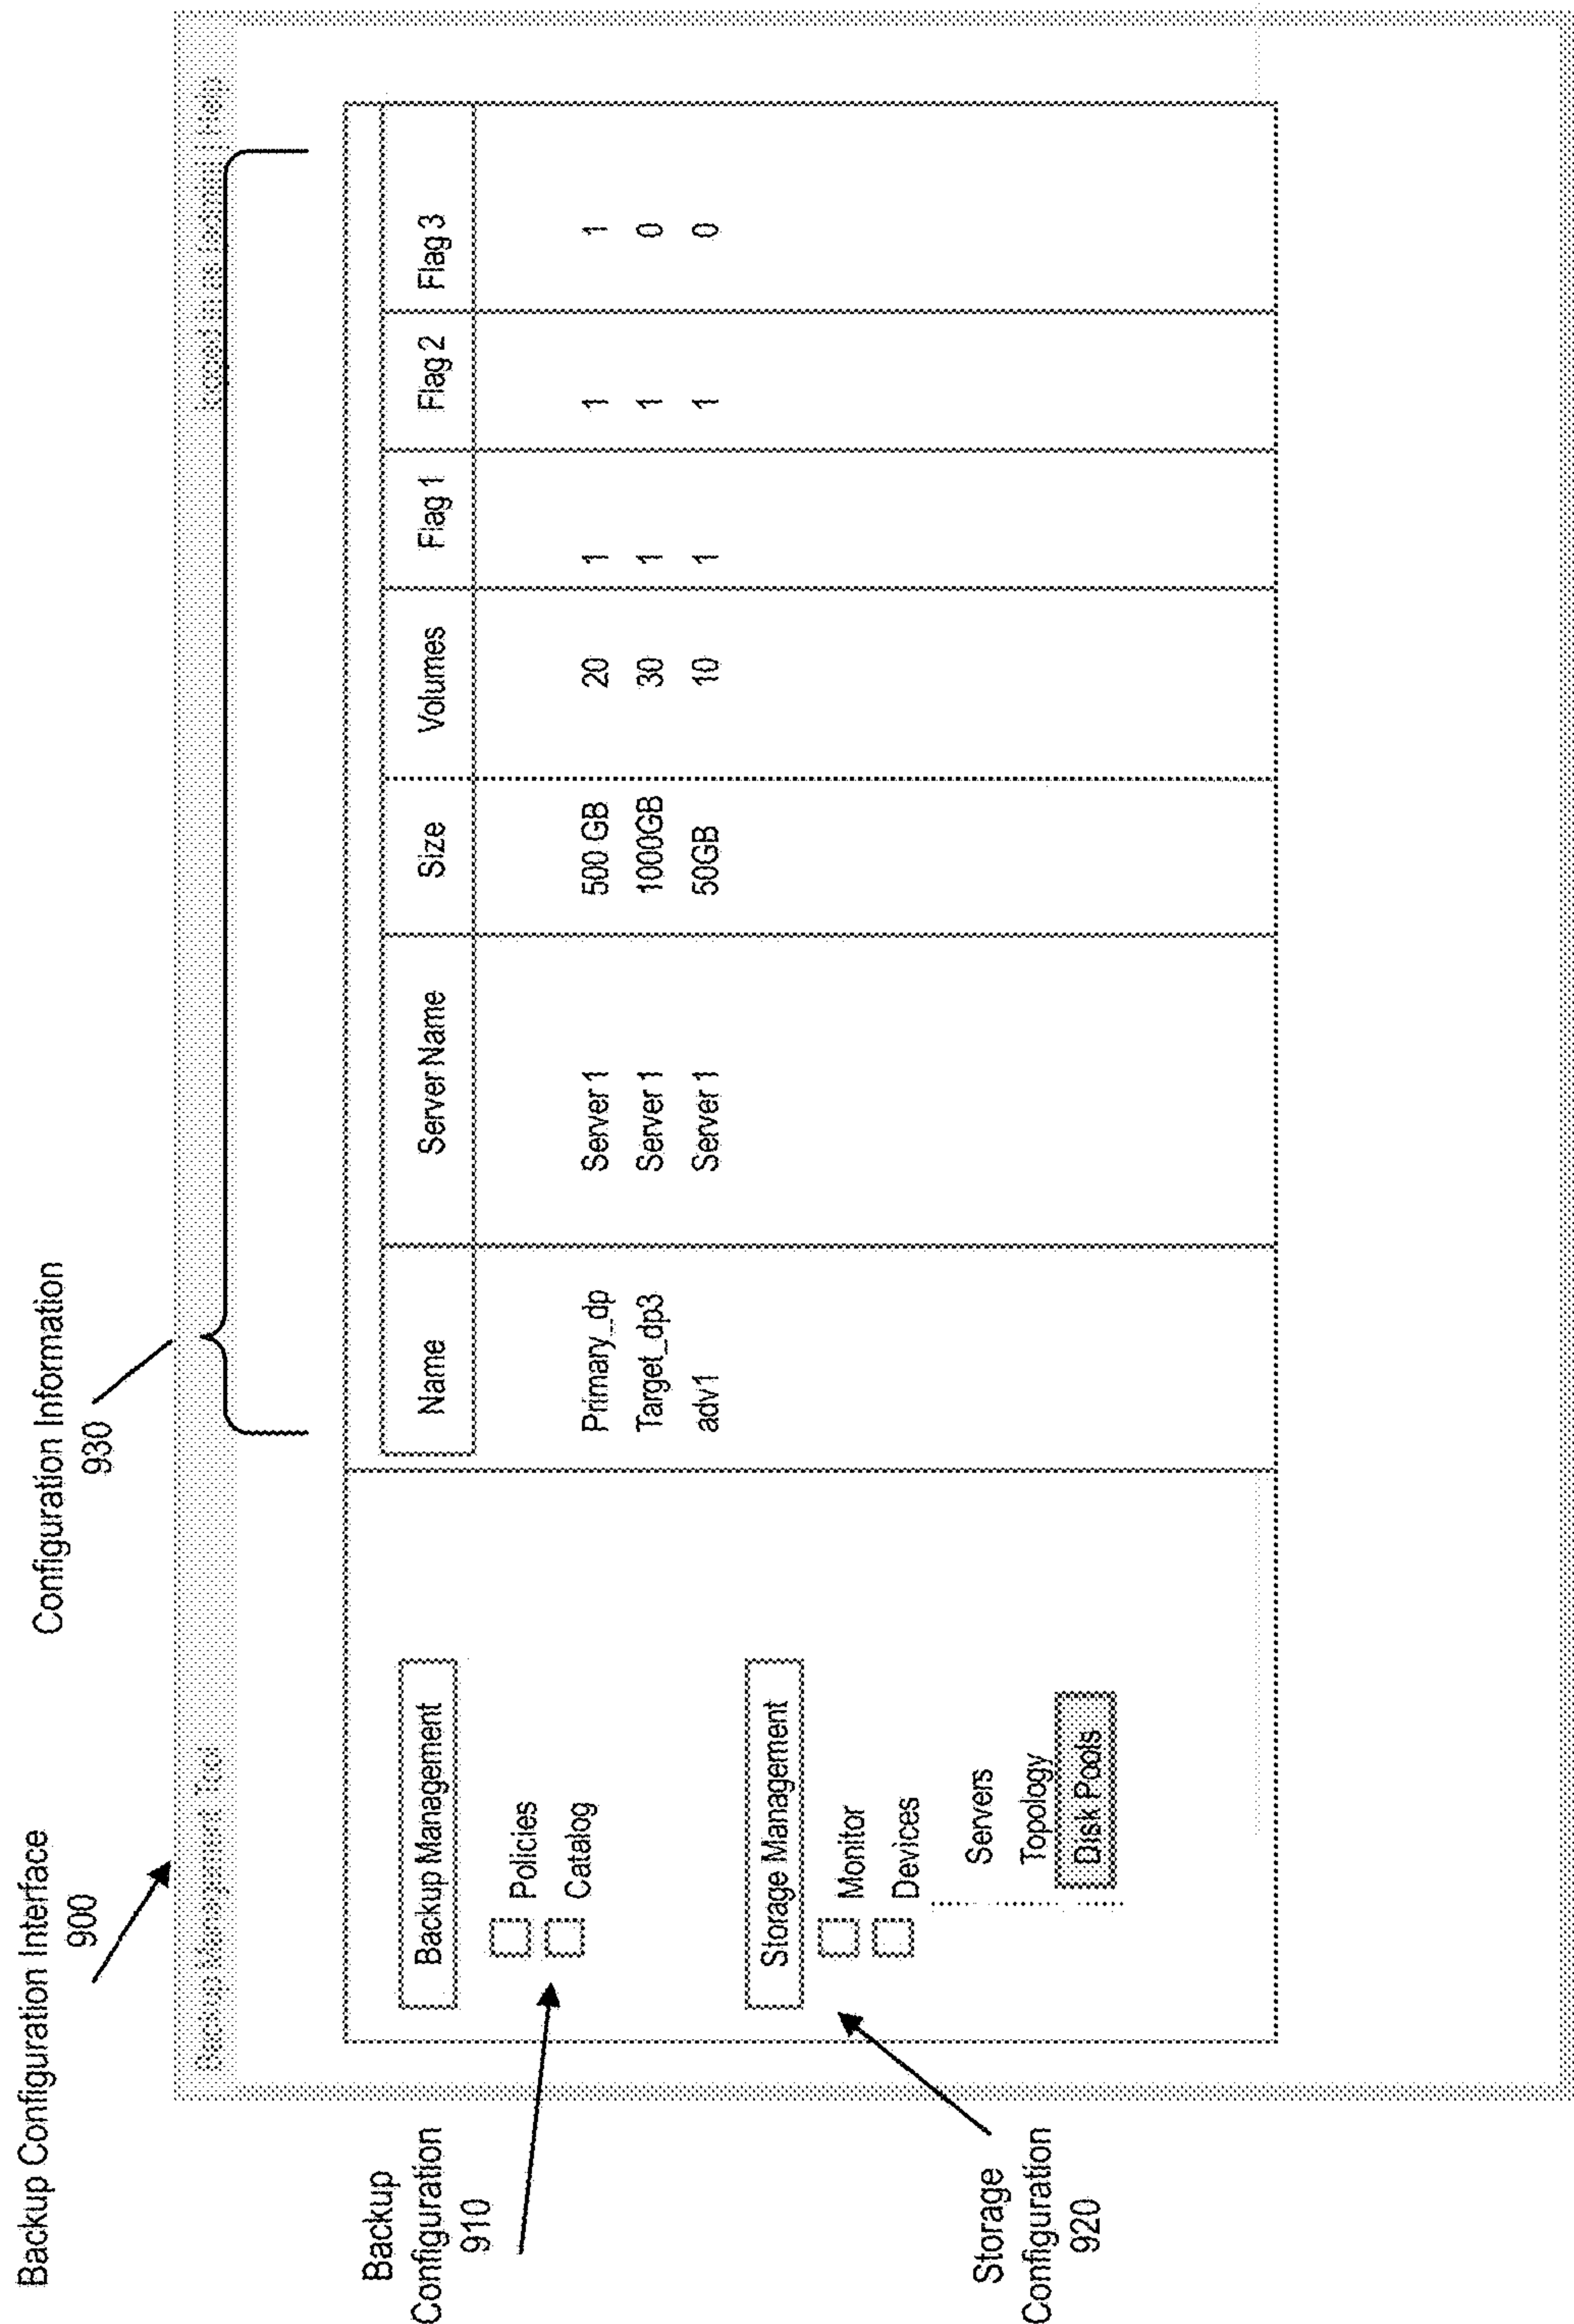 Backup Configuration Interface
900
Configuration Information
930
Backup Management Tool
Backup
Configuration
910
Storage
Configuration
920
Backup Management
Policies
Catalog
Storage Management
Monitor
Devices
Servers
Topology
Disk Pools
Name Server Name Size Volumes Flag 1 Flag 2 Flag 3
Primary_dp Server 1 500 GB 20 1 1 1
Target_dp3 Server 1 1000GB 30 1 1 0
adv1 Server 1 50GB 10 1 1 0